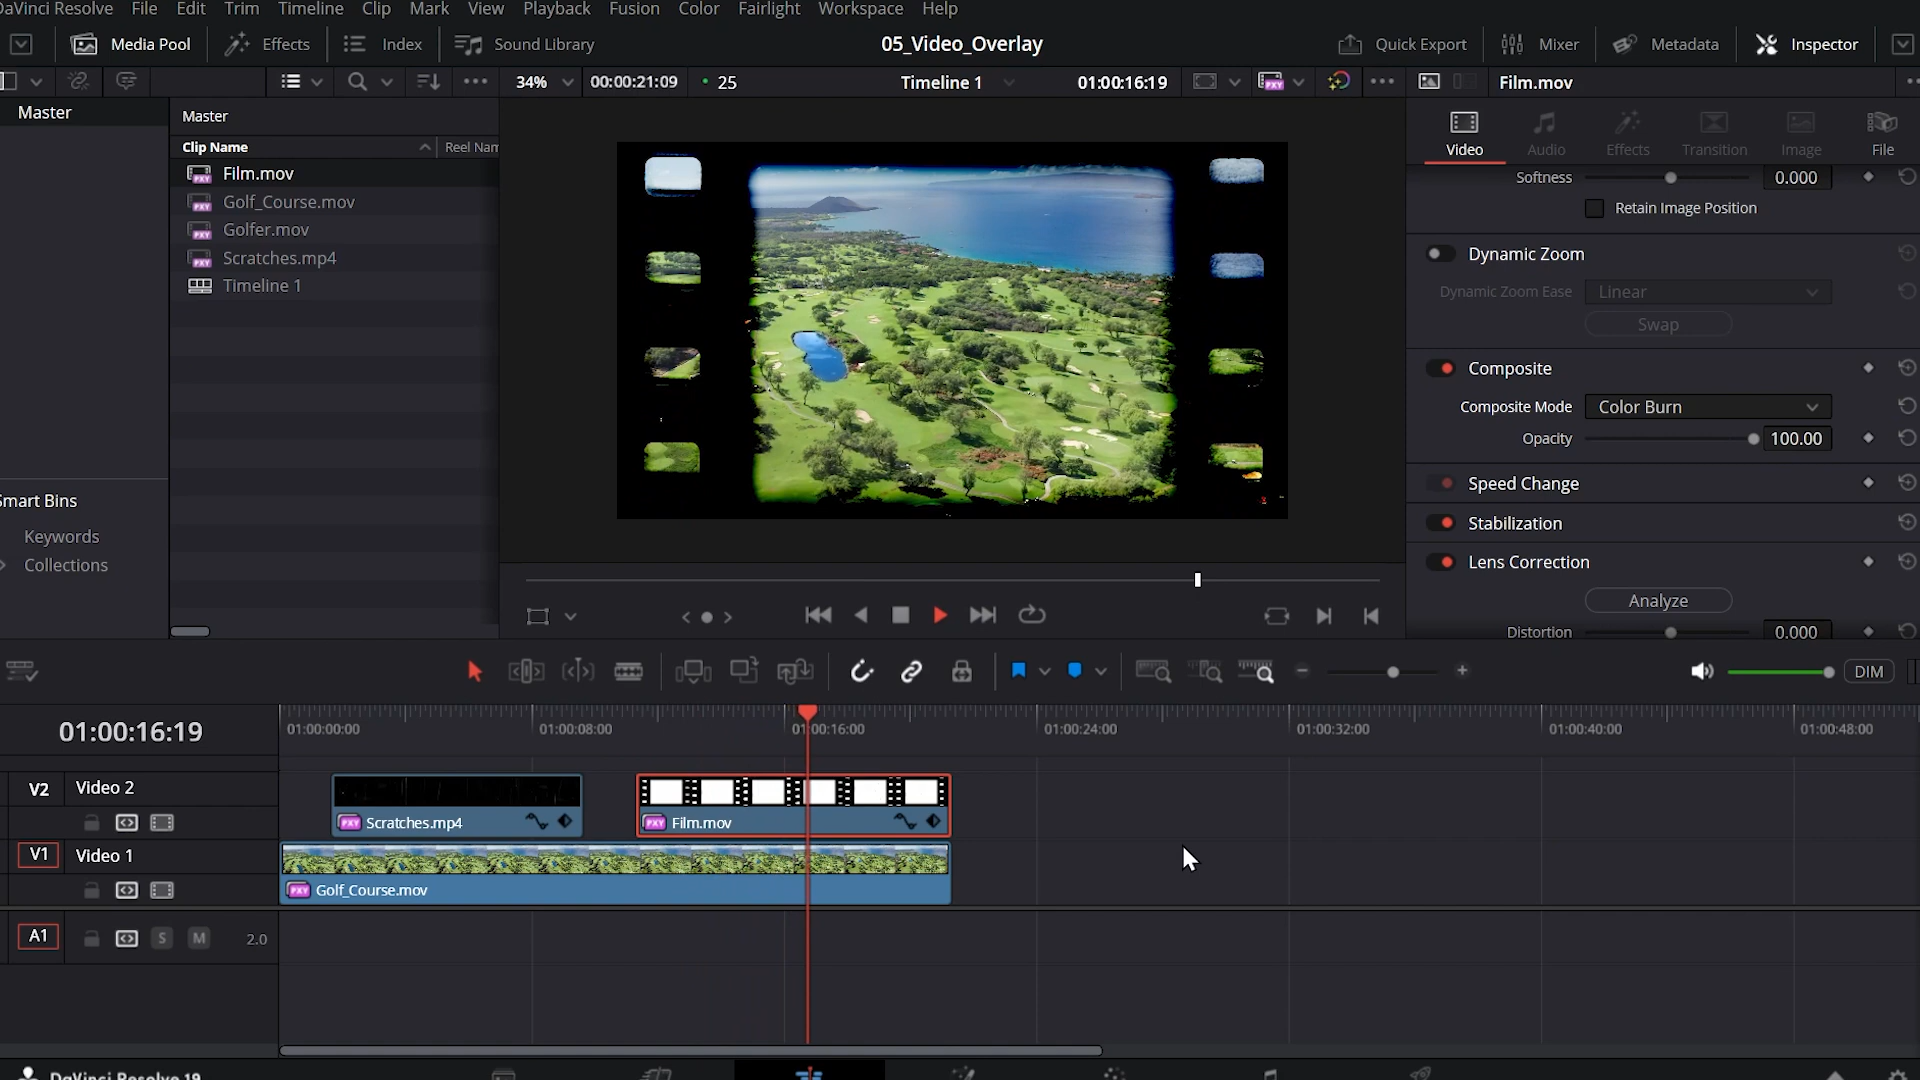 DaVinci Resolve File Edit Trim Timeline Clip Mark View Playback Fusion Color Fairlight Workspace Help
Media Pool Effects Index Sound Library 05_Video_Overlay Quick Export Mixer Metadata Inspector
34% 00:00:21:09 25 Timeline 1 01:00:16:19 Film.mov
Master
Master
Clip Name Reel Nam
Film.mov
Golf_Course.mov
Golfer.mov
Scratches.mp4
Timeline 1
Smart Bins
Keywords
Collections
Video Audio Effects Transition Image File
Softness 0.000
Retain Image Position
Dynamic Zoom
Dynamic Zoom Ease Linear
Swap
Composite
Composite Mode Color Burn
Opacity 100.00
Speed Change
Stabilization
Lens Correction
Analyze
Distortion 0.000
DIM
01:00:16:19 01:00:00:00 01:00:08:00 01:00:16:00 01:00:24:00 01:00:32:00 01:00:40:00 01:00:48:00
V2 Video 2
PXY Scratches.mp4 PXY Film.mov
V1 Video 1
PXY Golf_Course.mov
A1 S M 2.0
DaVinci Resolve 19